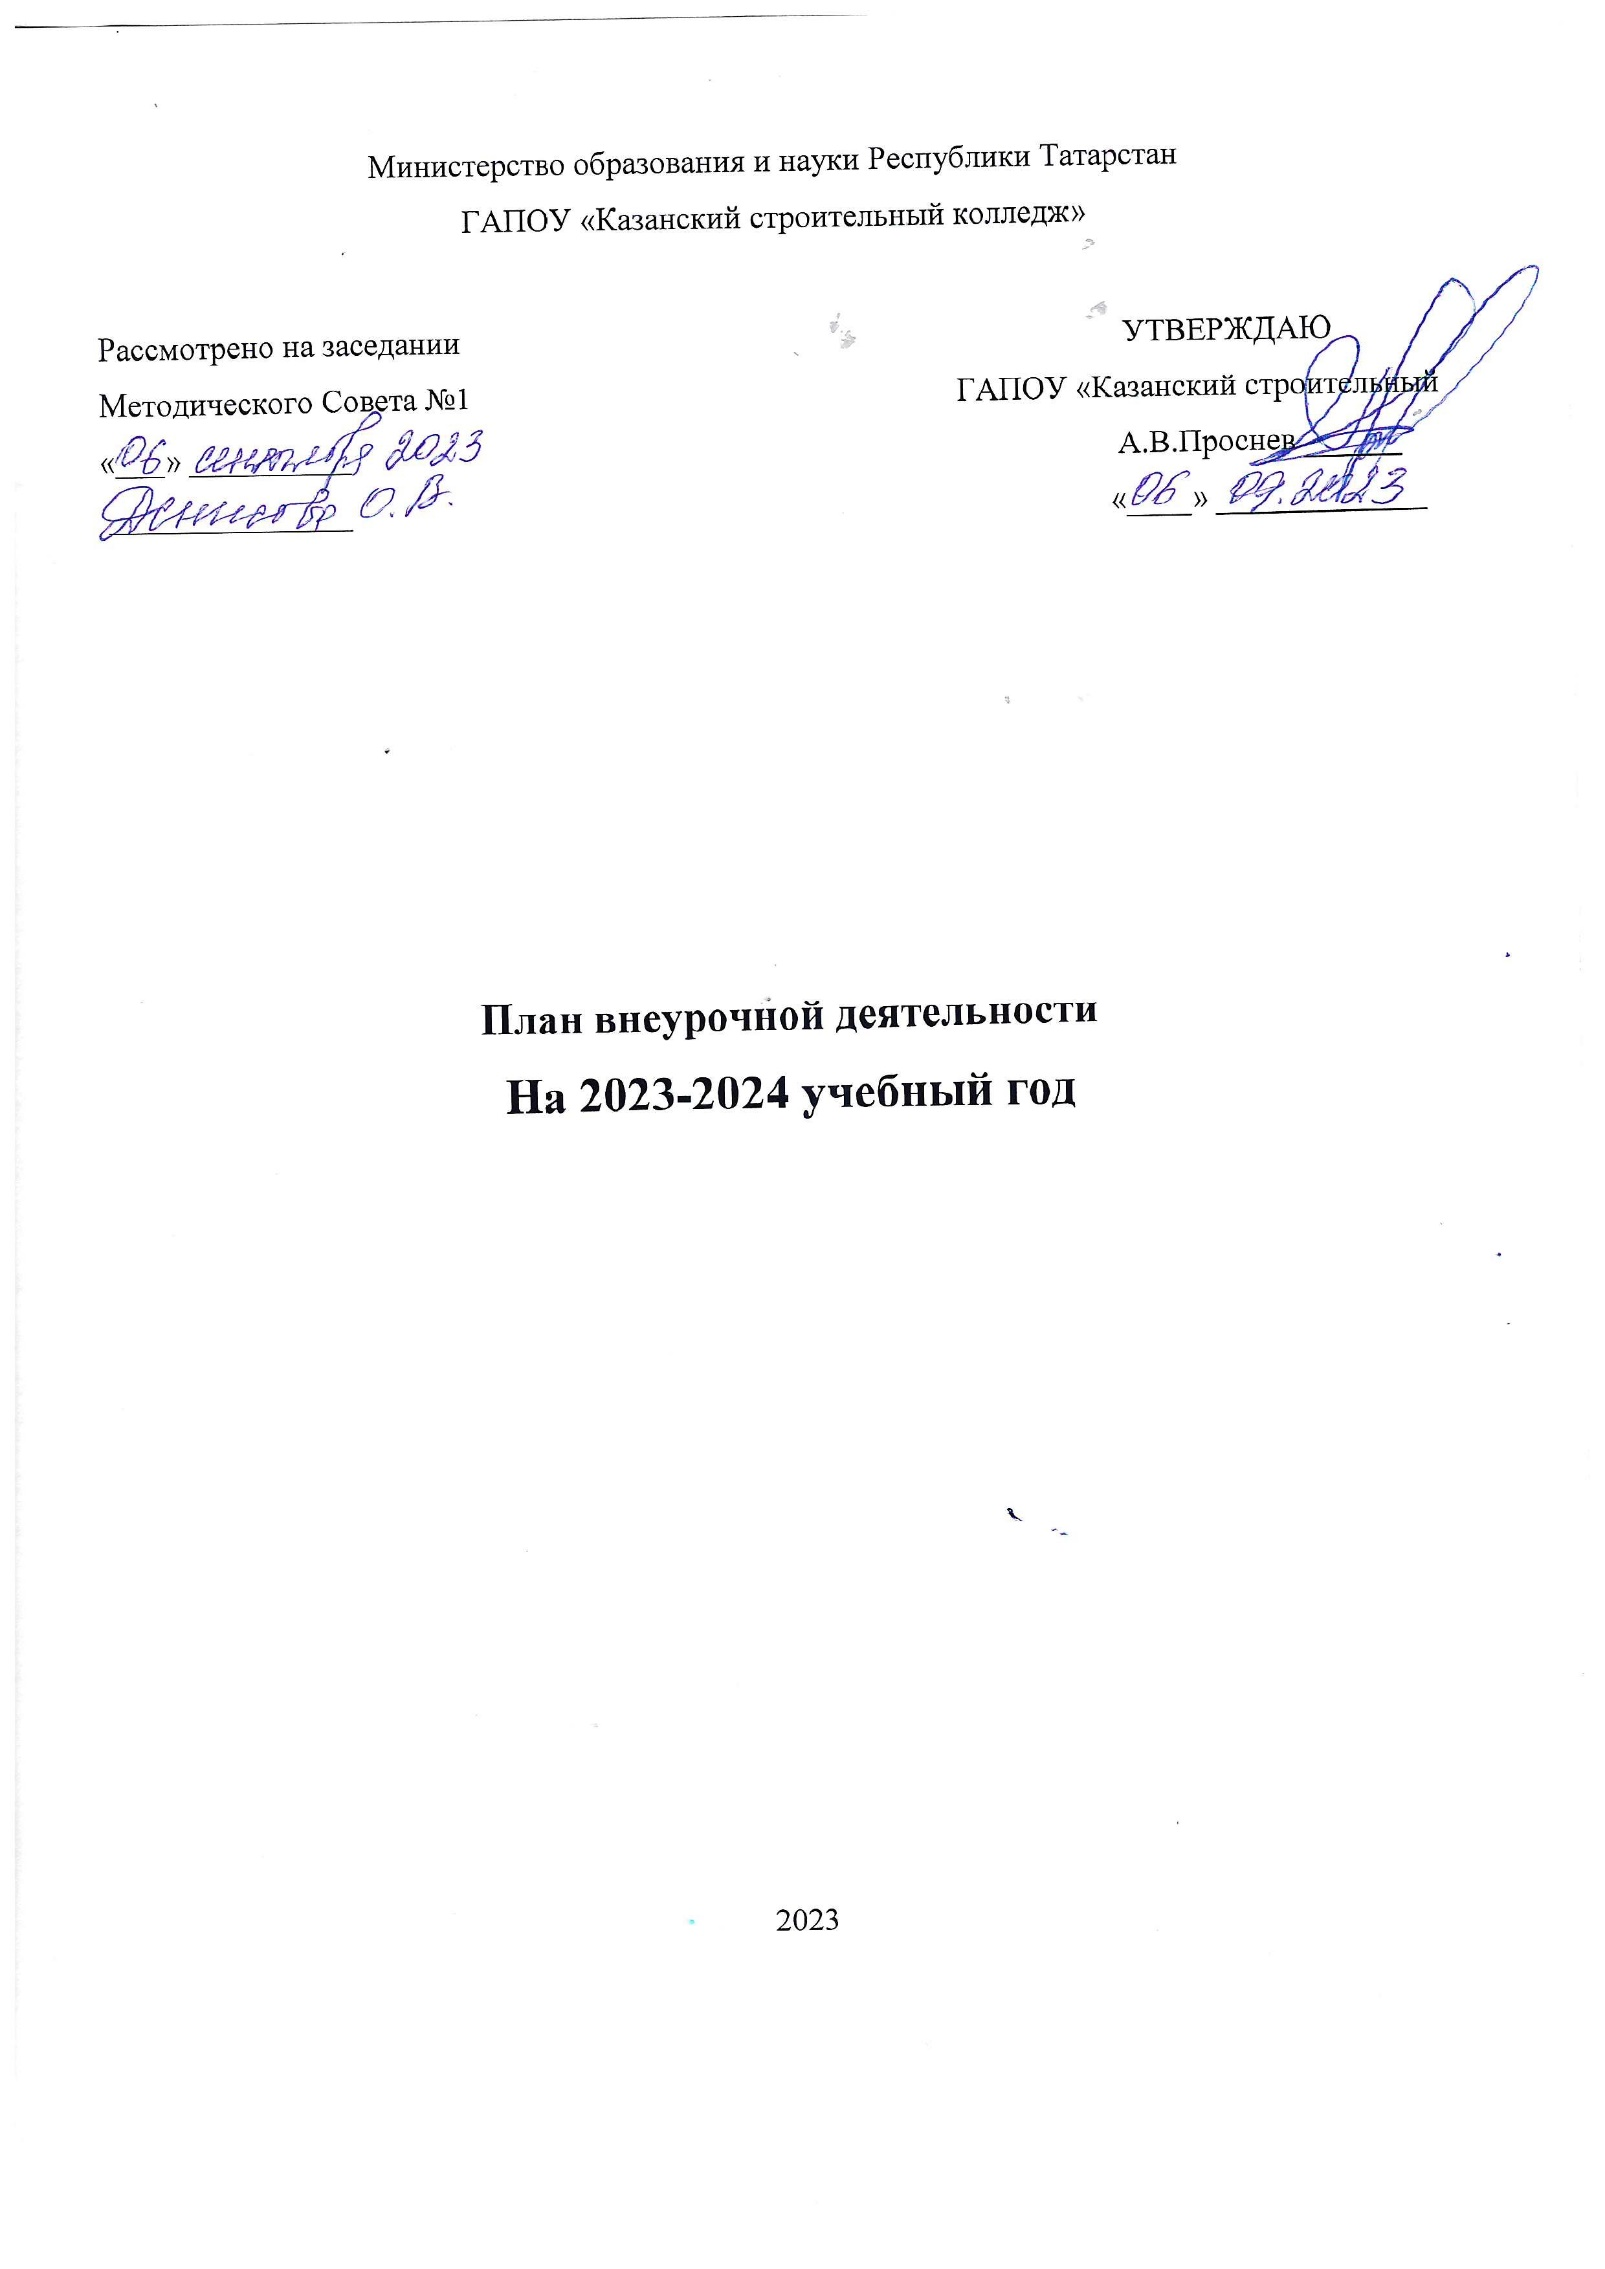 Министерство образования и науки Республики Татарстан
ГАПОУ «Казанский строительный колледж»
Рассмотрено на заседании
Методического Совета №1
«06» сентября 2023
Денисова О.В.
УТВЕРЖДАЮ
ГАПОУ «Казанский строительный
А.В.Проснев
«06» 09.2023
План внеурочной деятельности
На 2023-2024 учебный год
2023